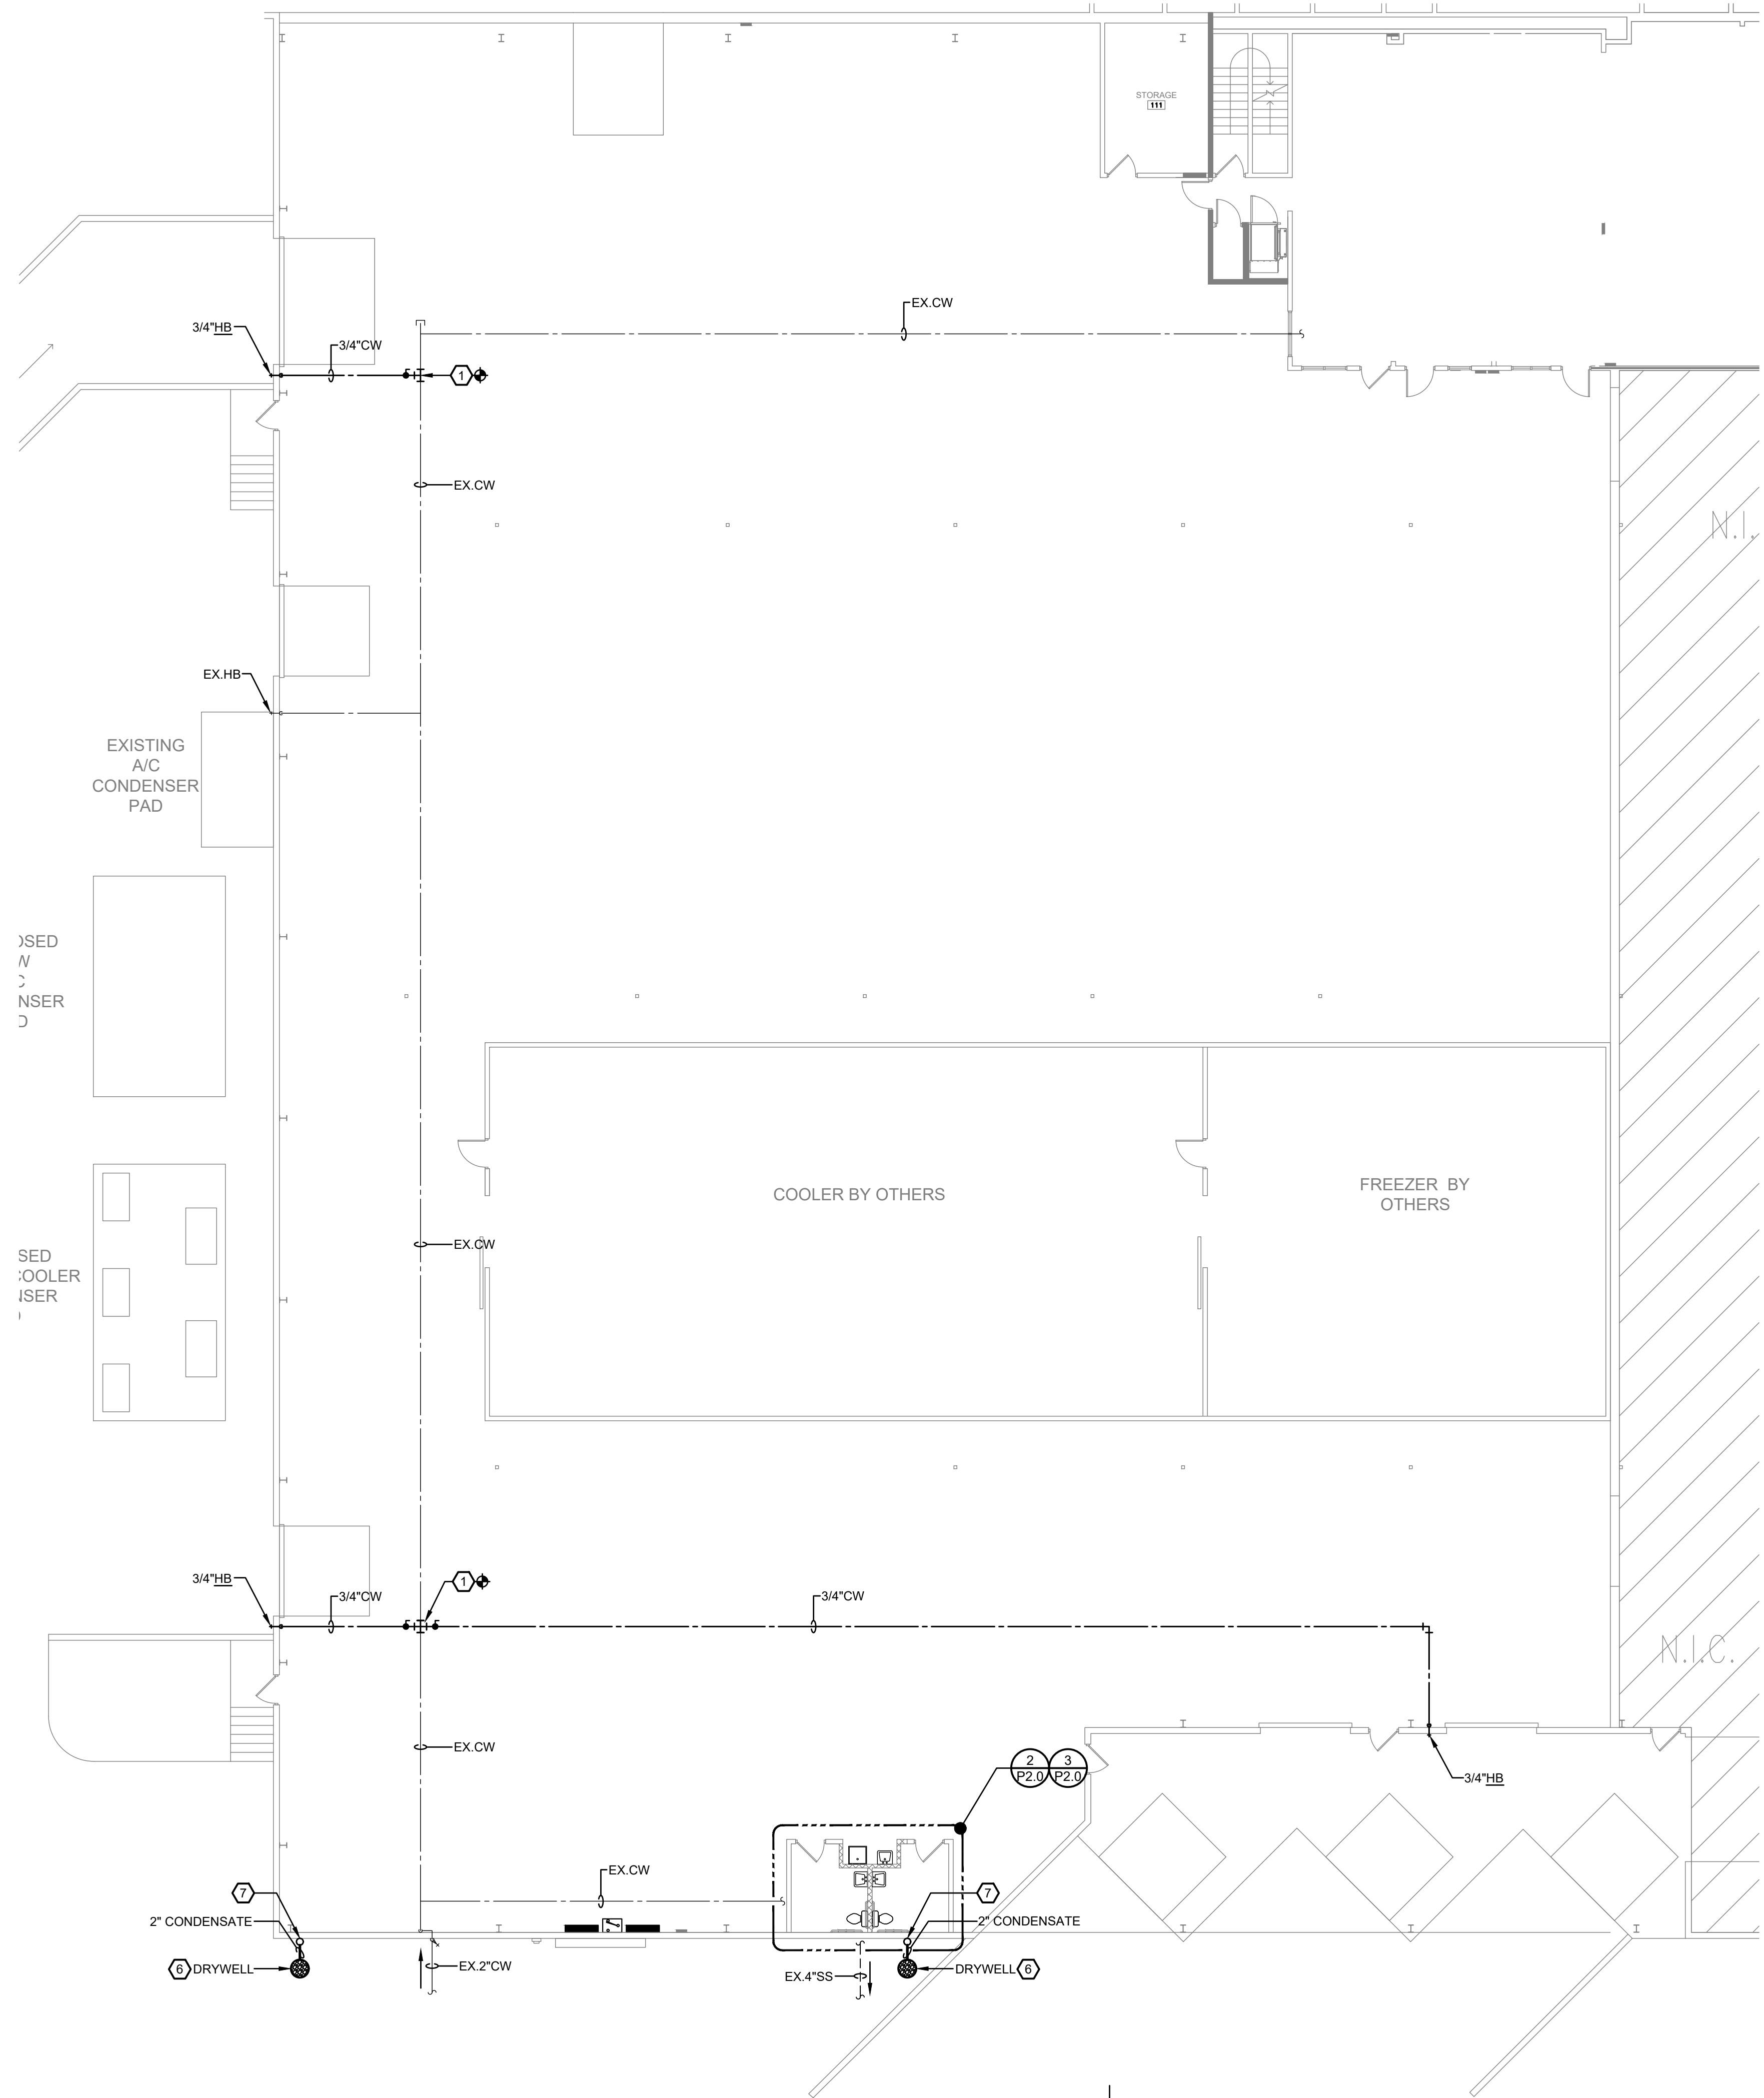 STORAGE
111
EX.CW
3/4"HB
3/4"CW
1
EX.CW
N.I.
EX.HB
EXISTING
A/C
CONDENSER
PAD
OSED
W
C
NSER
D
COOLER BY OTHERS
FREEZER BY
OTHERS
EX.CW
SED
COOLER
NSER
3/4"HB
3/4"CW
1
3/4"CW
N.I.C.
EX.CW
2
P2.0
3
P2.0
3/4"HB
EX.CW
7
2" CONDENSATE
6
DRYWELL
EX.2"CW
EX.4"SS
7
2" CONDENSATE
DRYWELL
6